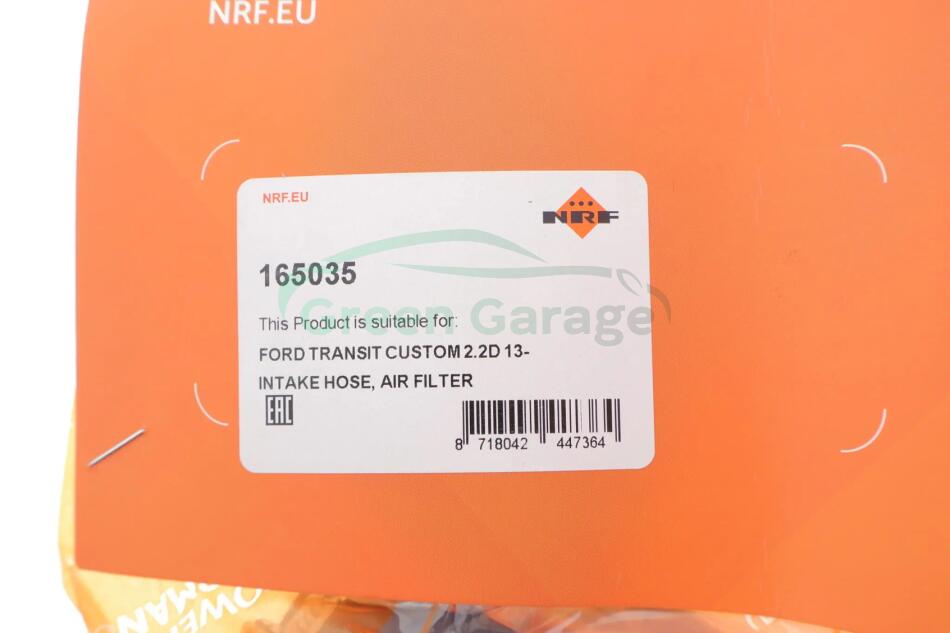 NRF.EU
NRF.EU
NRF
165035
Green Garage
This Product is suitable for:
FORD TRANSIT CUSTOM 2.2D 13-
INTAKE HOSE, AIR FILTER
EAC
8 718042 447364